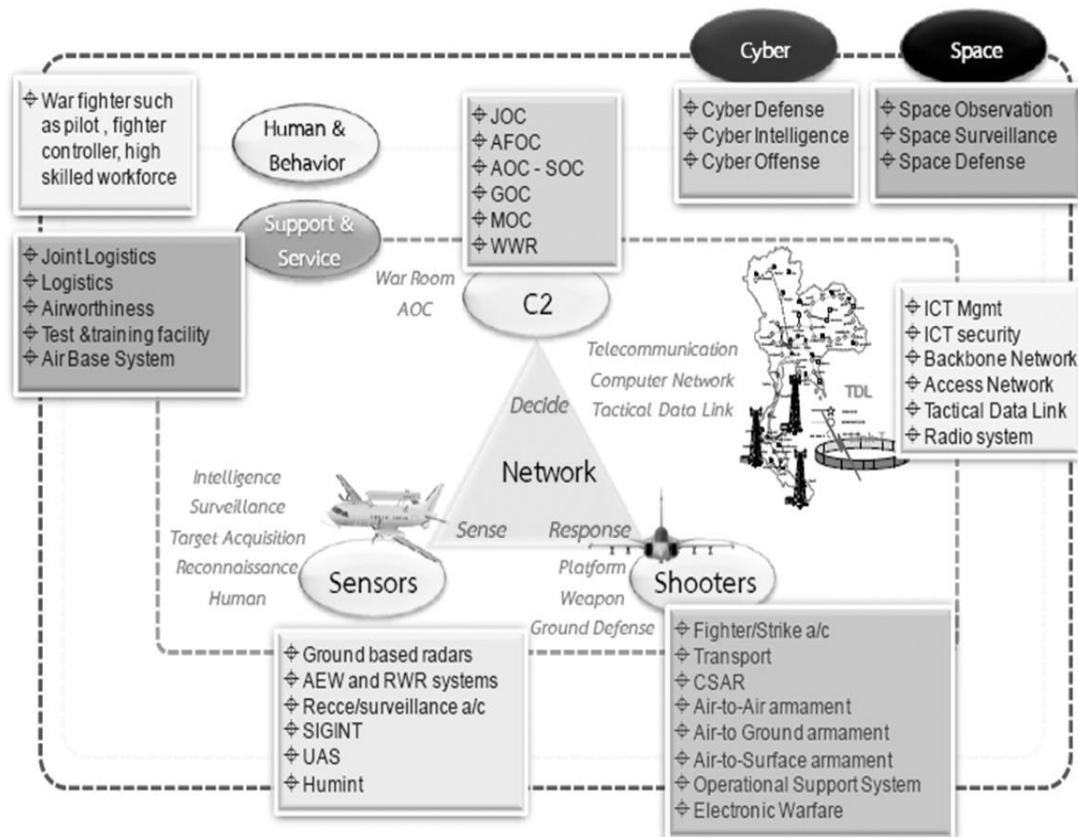 Cyber
Space
War fighter such
as pilot , fighter
controller, high
skilled workforce
Human &
Behavior
JOC
AFOC
AOC - SOC
GOC
MOC
WWR
Cyber Defense
Cyber Intelligence
Cyber Offense
Space Observation
Space Surveillance
Space Defense
Support &
Service
Joint Logistics
Logistics
Airworthiness
Test &training facility
Air Base System
War Room
AOC
C2
Telecommunication
Computer Network
Tactical Data Link
TDL
ICT Mgmt
ICT security
Backbone Network
Access Network
Tactical Data Link
Radio system
Decide
Network
Sense
Response
Intelligence
Surveillance
Target Acquisition
Reconnaissance
Human
Sensors
Platform
Weapon
Ground Defense
Shooters
Ground based radars
AEW and RWR systems
Recce/surveillance a/c
SIGINT
UAS
Humint
Fighter/Strike a/c
Transport
CSAR
Air-to-Air armament
Air-to Ground armament
Air-to-Surface armament
Operational Support System
Electronic Warfare